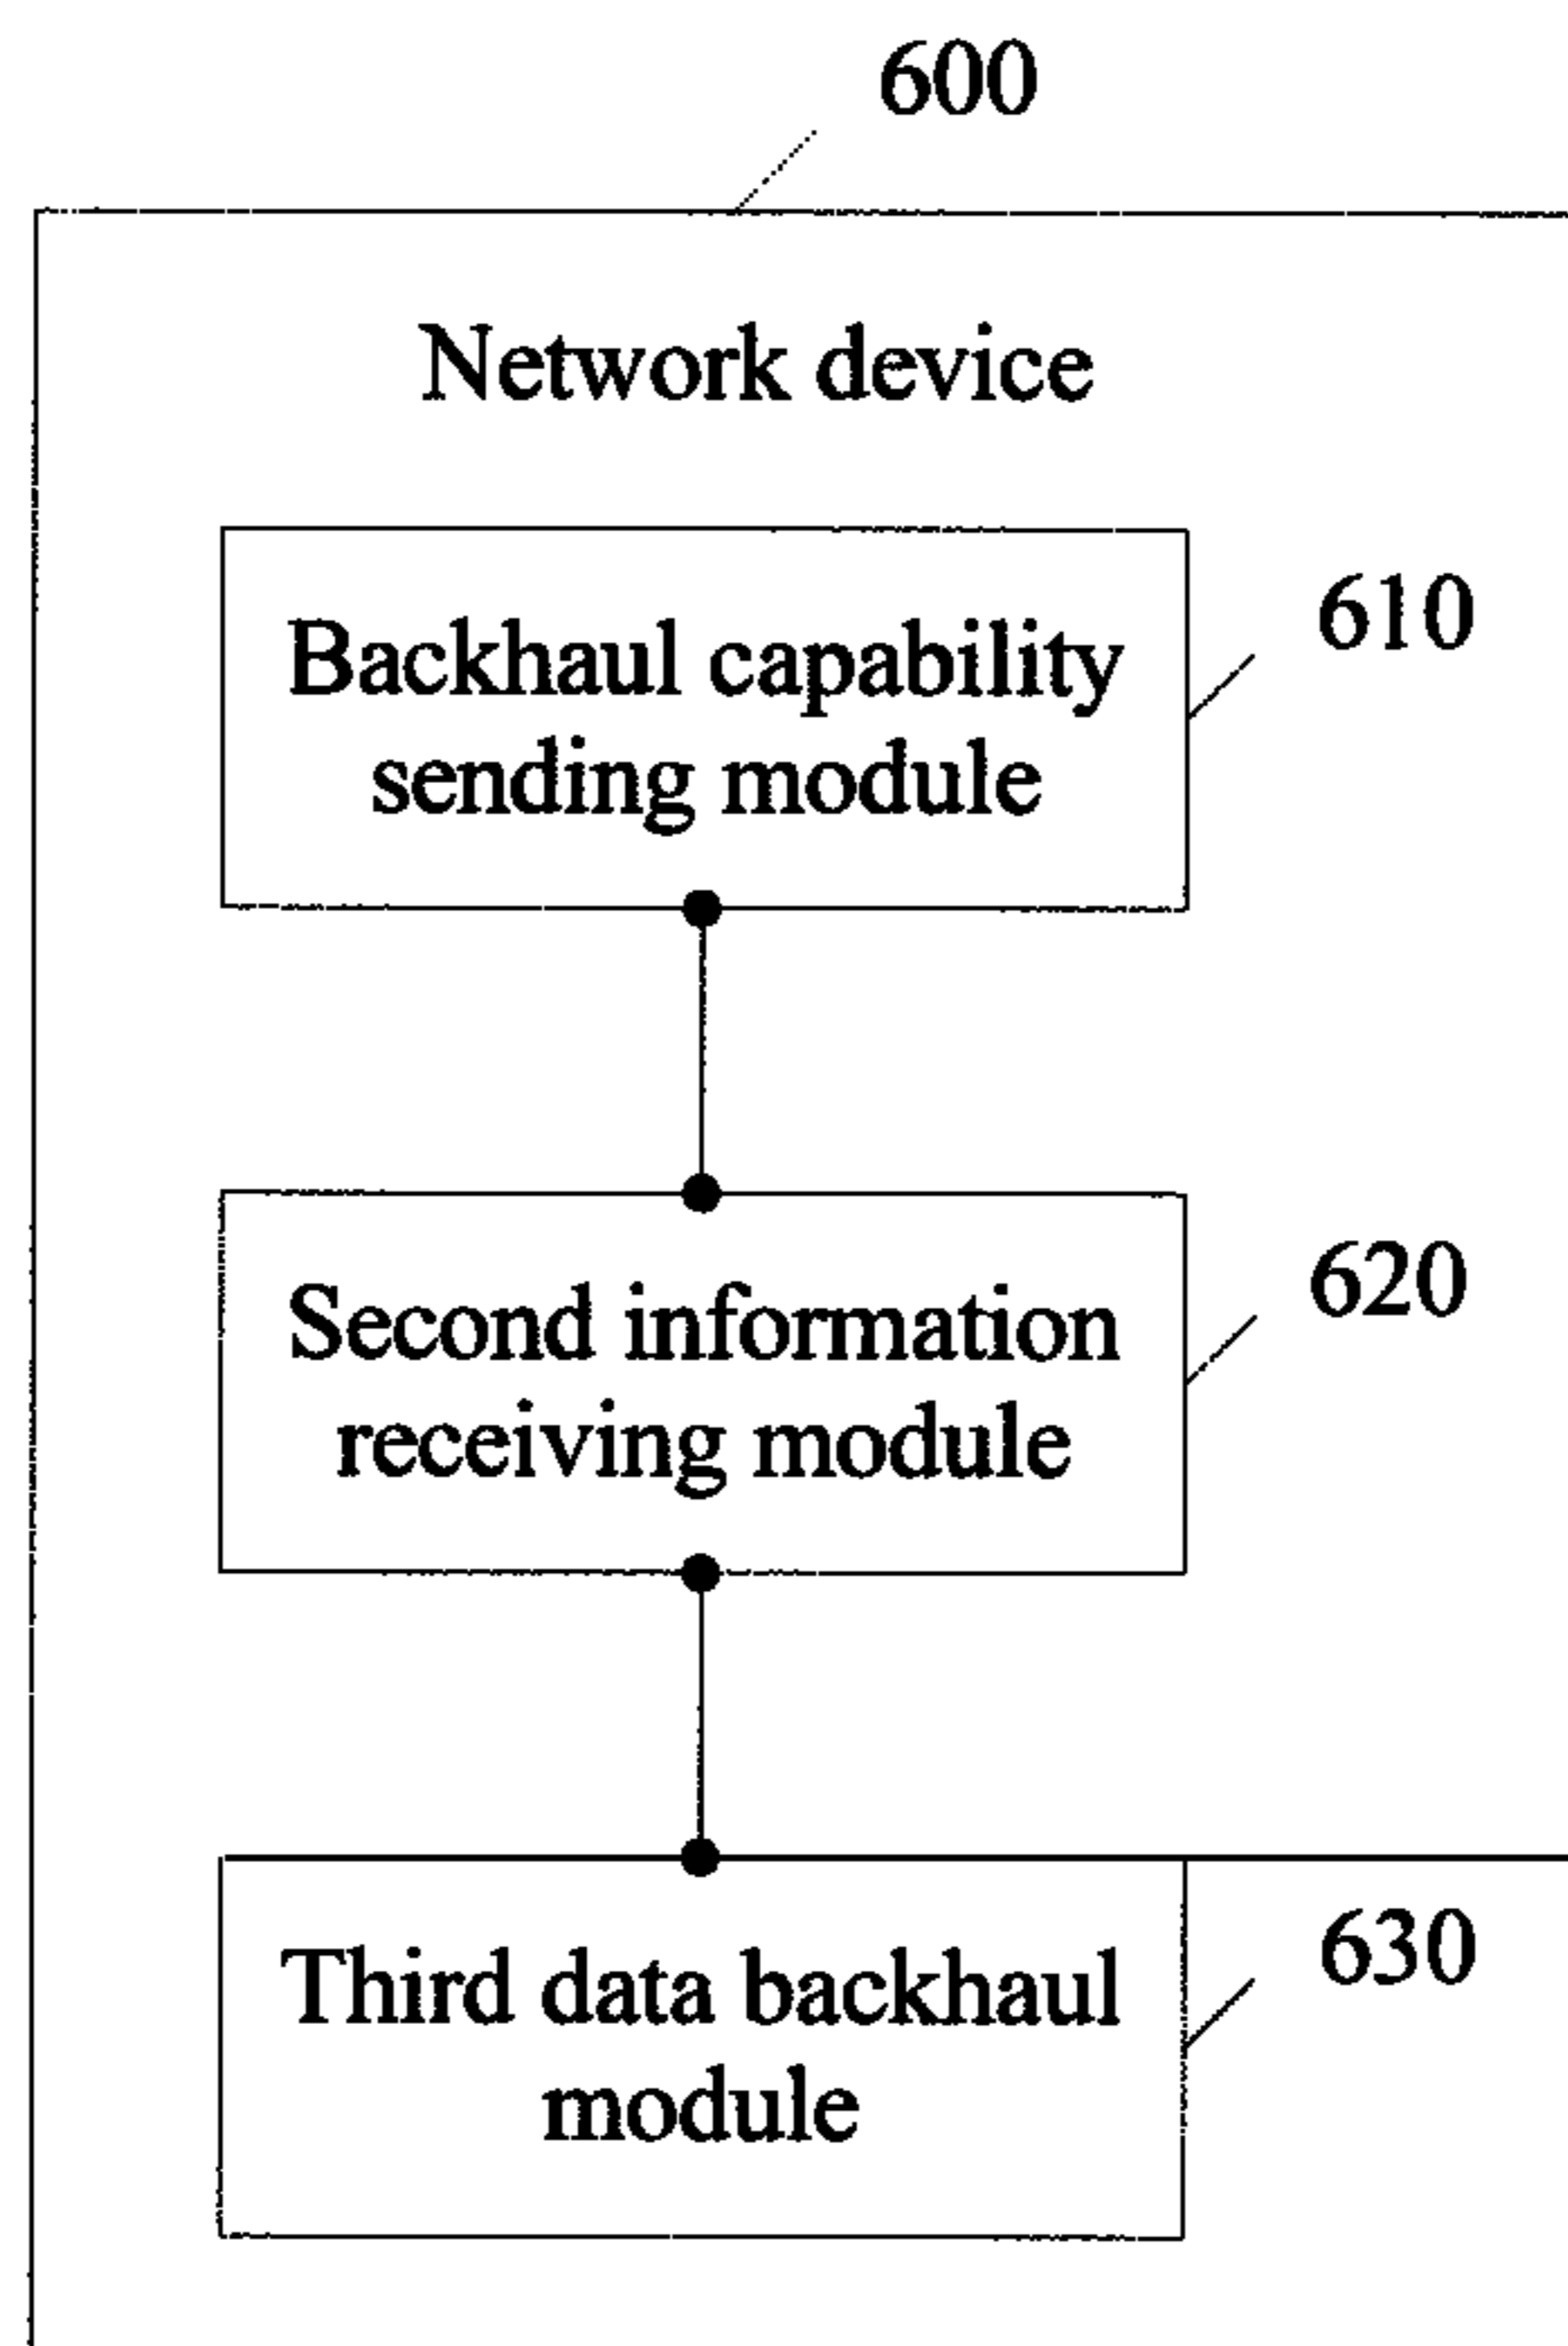 600
Network device
Backhaul capability
sending module
610
Second information
receiving module
620
Third data backhaul
module
630